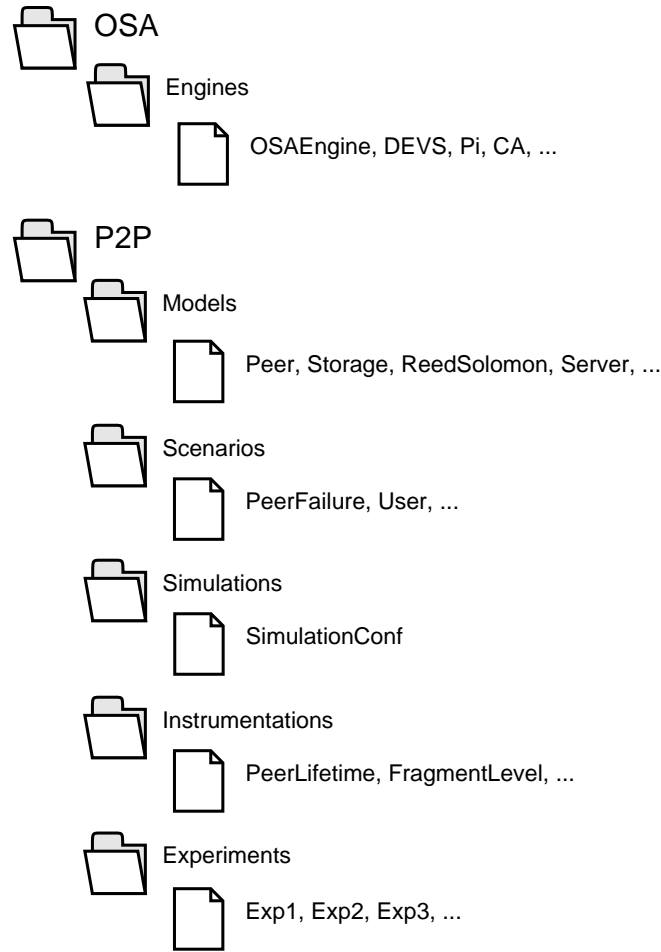 OSA
Engines
OSAEngine, DEVS, Pi, CA, ...
P2P
Models
Peer, Storage, ReedSolomon, Server, ...
Scenarios
PeerFailure, User, ...
Simulations
SimulationConf
Instrumentations
PeerLifetime, FragmentLevel, ...
Experiments
Exp1, Exp2, Exp3, ...